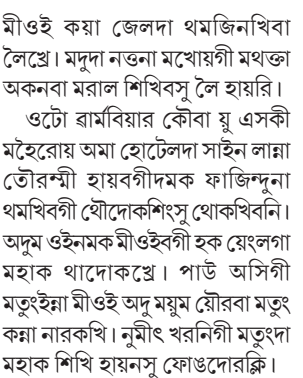 মীওই কয়া জেলদা থমজিনখিবা
লৈখ্রে। মদুদা নওনা মখোয়গী মথক্তা
অকনবা মরাল শিখিবসু লৈ হায়রি।
ওটো ৱার্মবিয়ার কৌবা য়ু এসকী
মহৈরোয় অমা হোটেলদা সাইন লান্না
তৌরম্মী হায়বগীদমক ফাজিন্দুনা
থমখিবগী থৌদোকশিংসু থোকখিবনি।
অদুম ওইনমক মীওইবগী হক য়েংলগা
মহাক থাদোকখ্রে। পাউ অসিগী
মতুংইন্না মীওই অদু ময়ুম য়ৌরবা মতুং
কন্না নারকখি। নুমীৎ খরনিগী মতুংদা
মহাক শিখি হায়নসু ফোঙদোরক্লি।